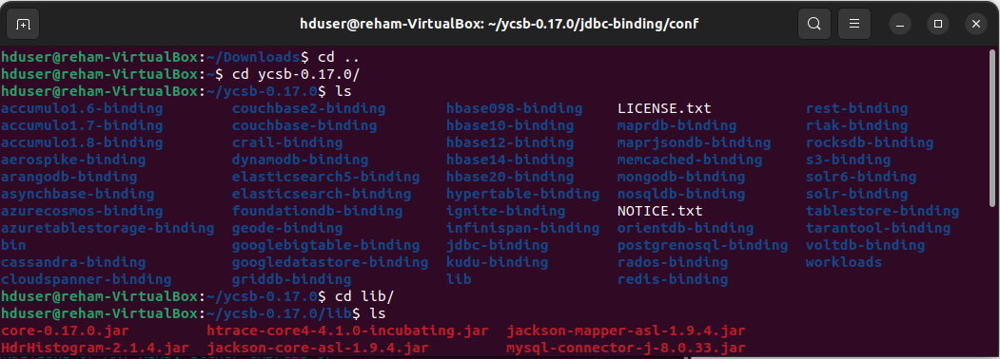 hduser@reham-VirtualBox: ~/ycsb-0.17.0/jdbc-binding/conf
hduser@reham-VirtualBox:~/Downloads$ cd ..
hduser@reham-VirtualBox:~$ cd ycsb-0.17.0/
hduser@reham-VirtualBox:~/ycsb-0.17.0$ ls
accumulo1.6-binding couchbase2-binding hbase098-binding LICENSE.txt rest-binding
accumulo1.7-binding couchbase-binding hbase10-binding maprdb-binding riak-binding
accumulo1.8-binding crail-binding hbase12-binding maprjsondb-binding rocksdb-binding
aerospike-binding dynamodb-binding hbase14-binding memcached-binding s3-binding
arangodb-binding elasticsearch5-binding hbase20-binding mongodb-binding solr6-binding
asynchbase-binding elasticsearch-binding hypertable-binding nosqldb-binding solr-binding
azurecosmos-binding foundationdb-binding ignite-binding NOTICE.txt tablestore-binding
azuretablestorage-binding geode-binding infinispan-binding orientdb-binding tarantool-binding
bin googlebigtable-binding jdbc-binding postgrenosql-binding voltdb-binding
cassandra-binding googledatastore-binding kudu-binding rados-binding workloads
cloudspanner-binding griddb-binding lib redis-binding
hduser@reham-VirtualBox:~/ycsb-0.17.0$ cd lib/
hduser@reham-VirtualBox:~/ycsb-0.17.0/lib$ ls
core-0.17.0.jar htrace-core4-4.1.0-incubating.jar jackson-mapper-asl-1.9.4.jar
HdrHistogram-2.1.4.jar jackson-core-asl-1.9.4.jar mysql-connector-j-8.0.33.jar